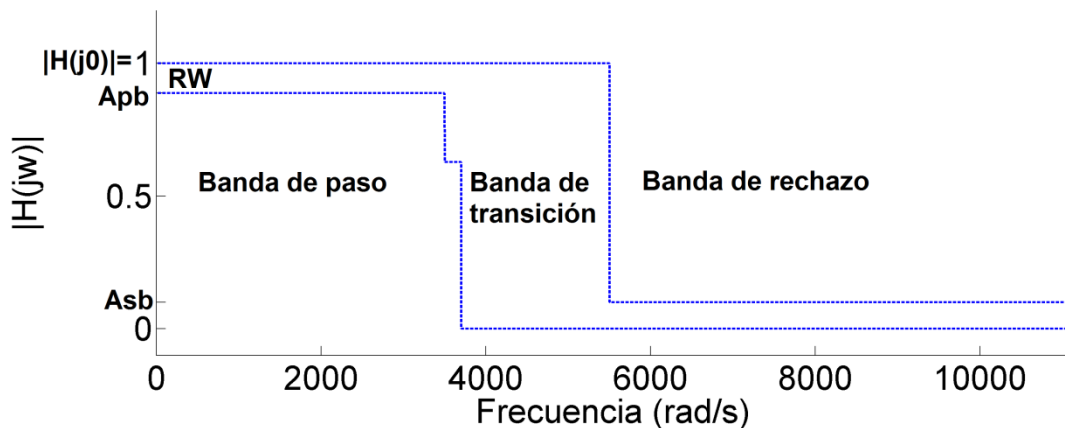 |H(j0)|= 1
RW
Apb
|H(jw)|
Banda de paso
Banda de
transición
Banda de rechazo
0.5
Asb
0
0 2000 4000 6000 8000 10000
Frecuencia (rad/s)